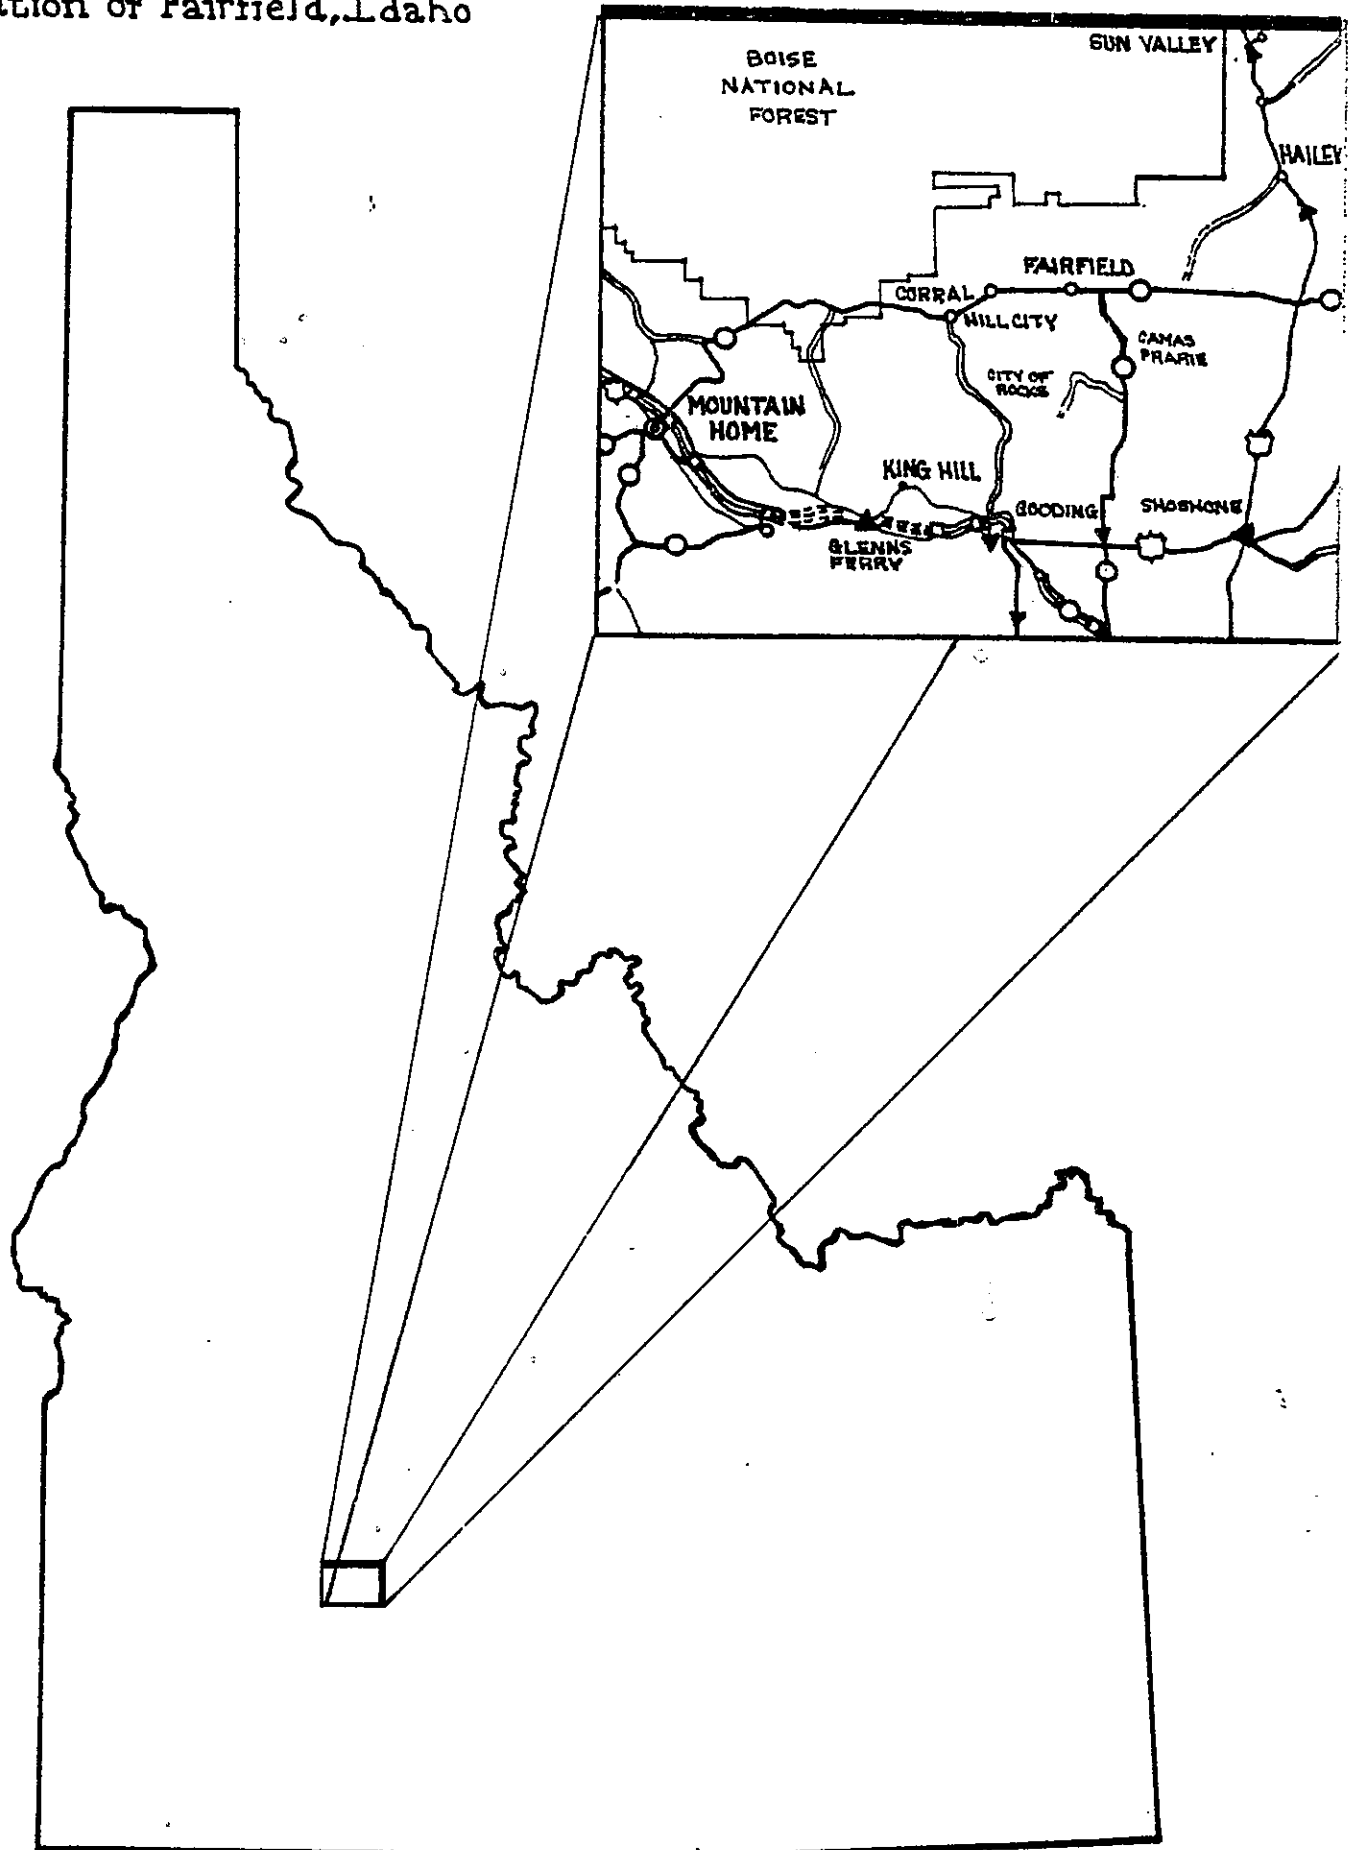 ation of Fairfield, Idaho
SUN VALLEY
BOISE
NATIONAL
FOREST
HAILEY
FAIRFIELD
CORRAL
HILL CITY
CAMAS
PRARIE
CITY OF
ROCKS
MOUNTAIN
HOME
KING HILL
GOODING
SHOSHONE
GLENNS
FERRY